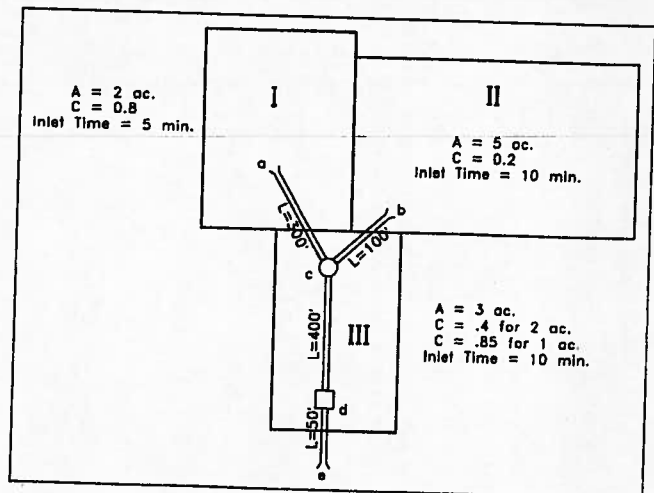 A = 2 ac.
C = 0.8
Inlet Time = 5 min.
I
II
A = 5 ac.
C = 0.2
Inlet Time = 10 min.
a
b
L=300'
L=100'
c
L=400'
III
A = 3 ac.
C = .4 for 2 ac.
C = .85 for 1 ac.
Inlet Time = 10 min.
d
L=50'
e